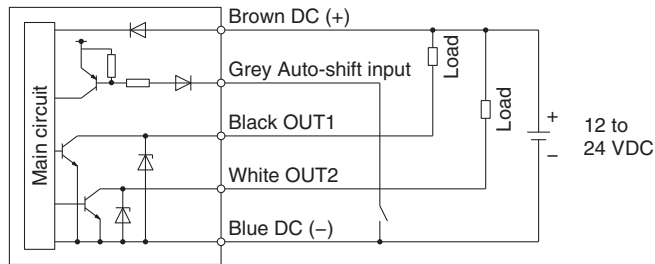 Brown DC (+)
Grey Auto-shift input
Load
Load
Main circuit
Black OUT1
+
12 to
24 VDC
−
White OUT2
Blue DC (−)